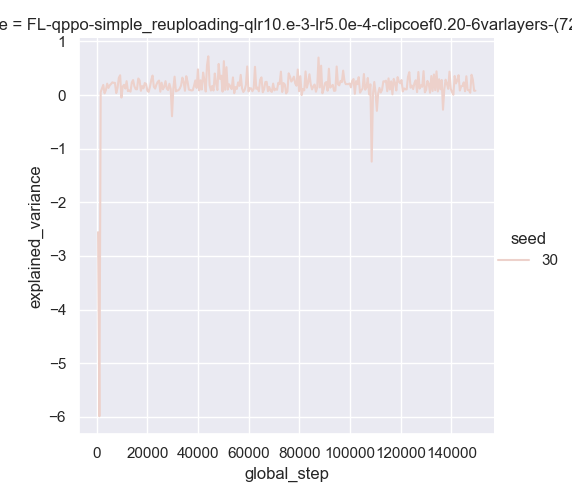 e = FL-qppo-simple_reuploading-qlr10.e-3-lr5.0e-4-clipcoef0.20-6varlayers-(72
1
0
−1
−2
−3
−4
−5
−6
explained_variance
0 20000 40000 60000 80000 100000 120000 140000
global_step
seed
30